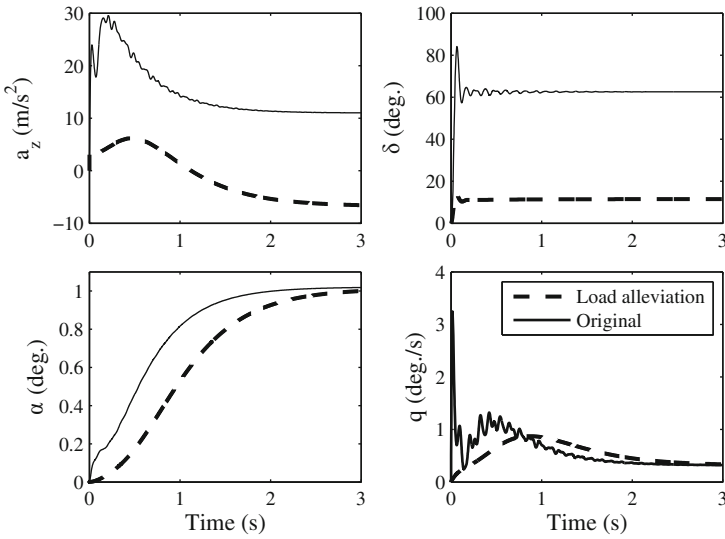 30
20
10
0
−10
a_z (m/s²)
0 1 2 3
100
80
60
40
20
0
δ (deg.)
0 1 2 3
1
0.8
0.6
0.4
0.2
0
α (deg.)
0 1 2 3
Time (s)
4
3
2
1
0
q (deg./s)
Load alleviation
Original
0 1 2 3
Time (s)